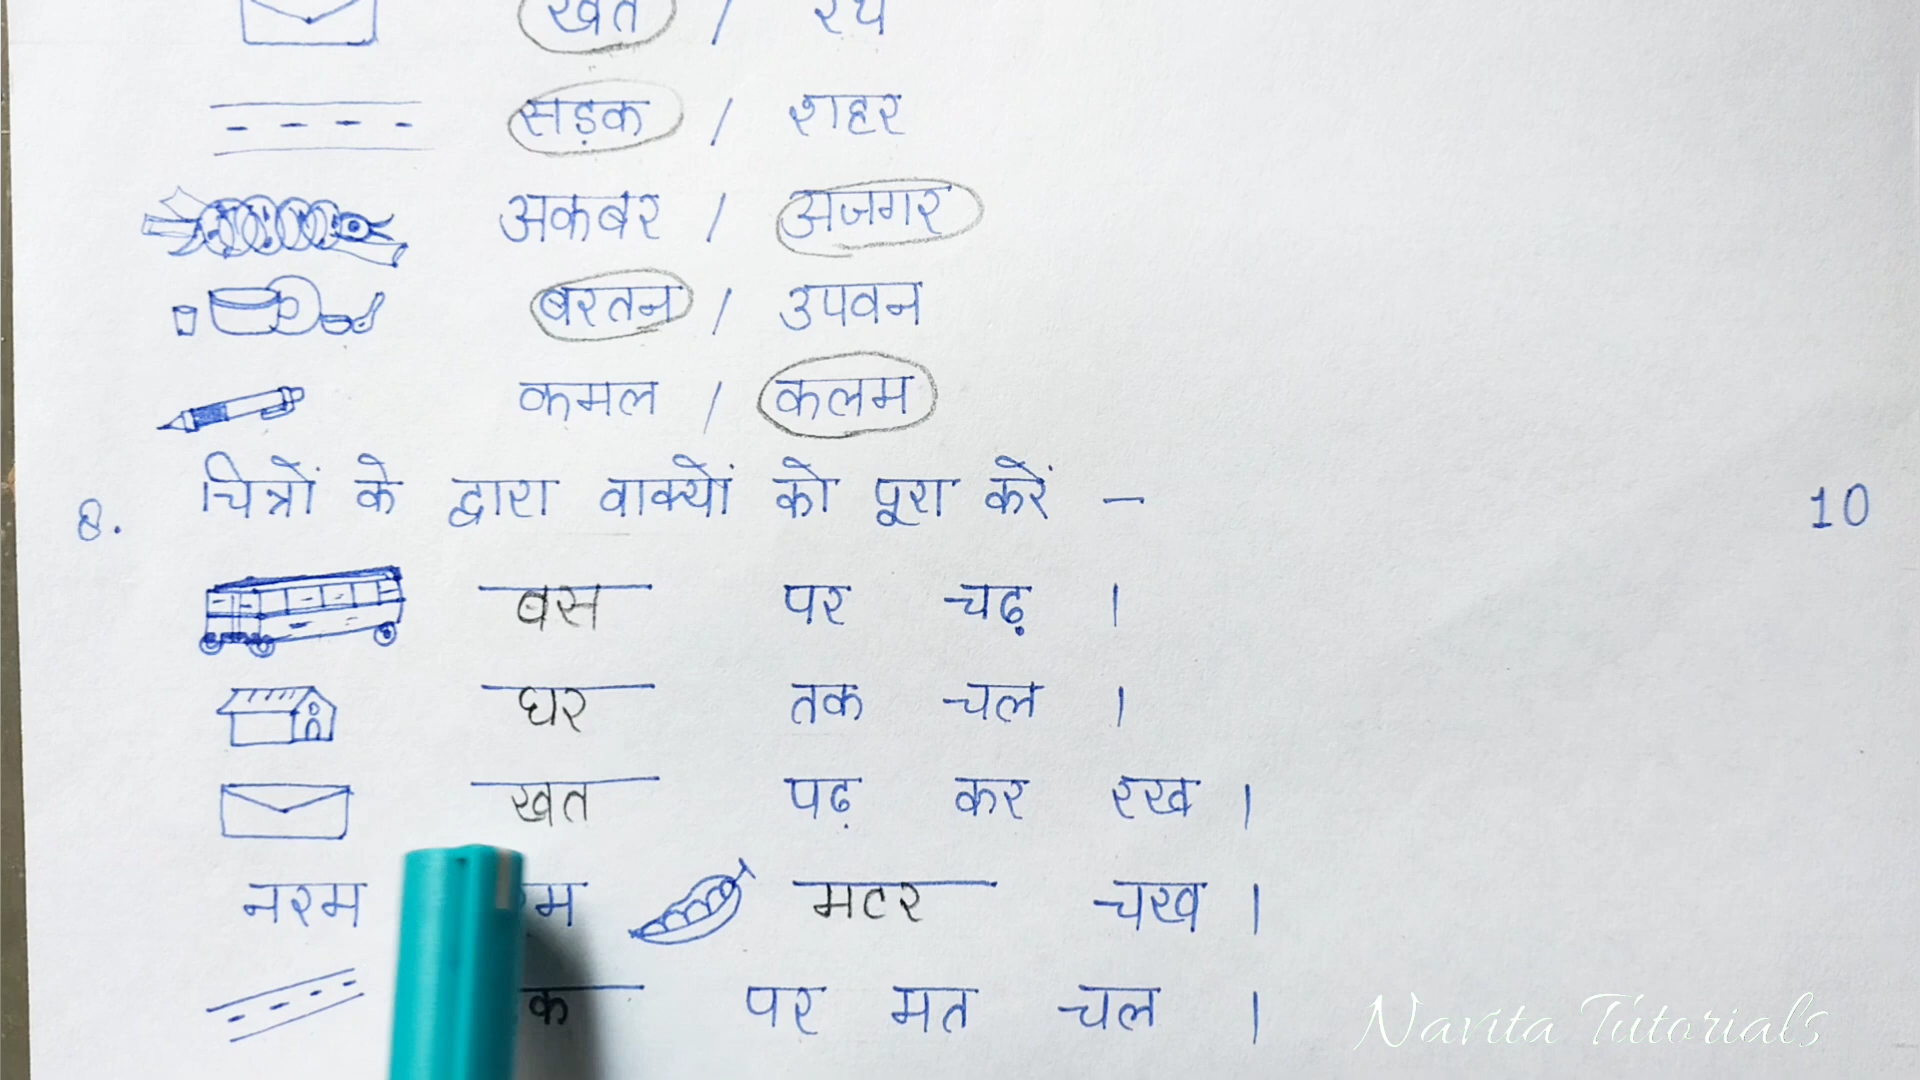 खत / रथ
सड़क / शहर
अकबर / अजगर
बरतन / उपवन
कमल / कलम
8. चित्रों के द्वारा वाक्यों को पूरा करें — 10
बस पर चढ़ ।
घर तक चल ।
खत पढ़ कर रख ।
नरम मटर चख ।
पर मत चल ।
Navita Tutorials